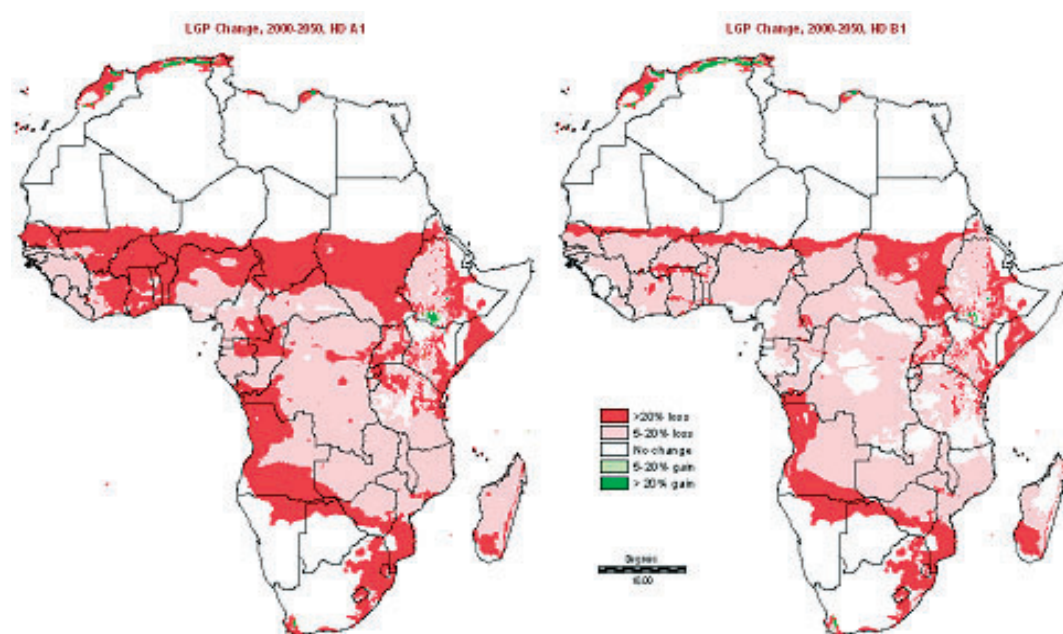 LGP Change, 2000-2050, HD A1
LGP Change, 2000-2050, HD B1
>20% loss
5-20% loss
No change
5-20% gain
> 20% gain
Degrees
10.00